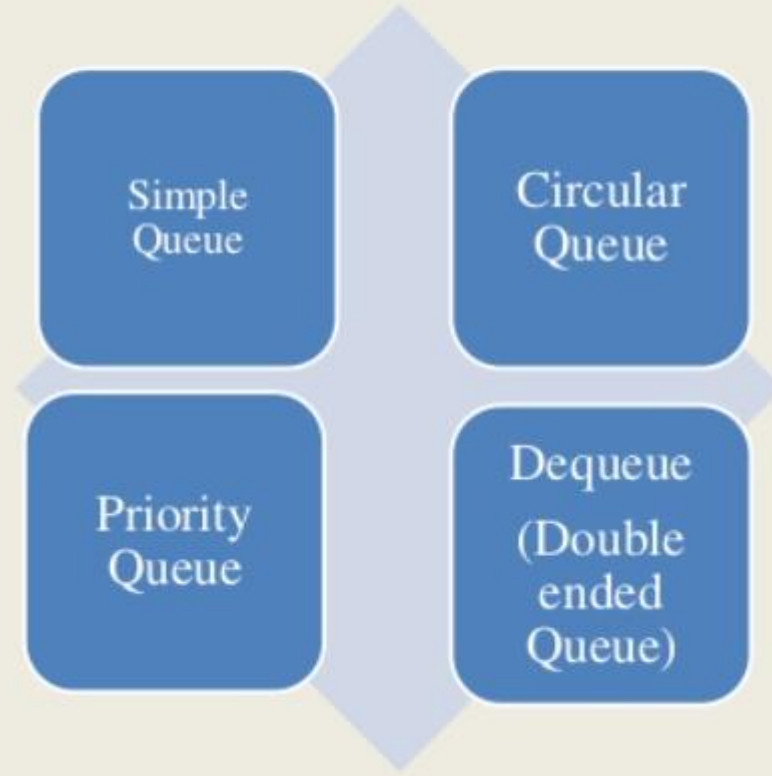 Simple
Queue
Circular
Queue
Priority
Queue
Dequeue
(Double
ended
Queue)